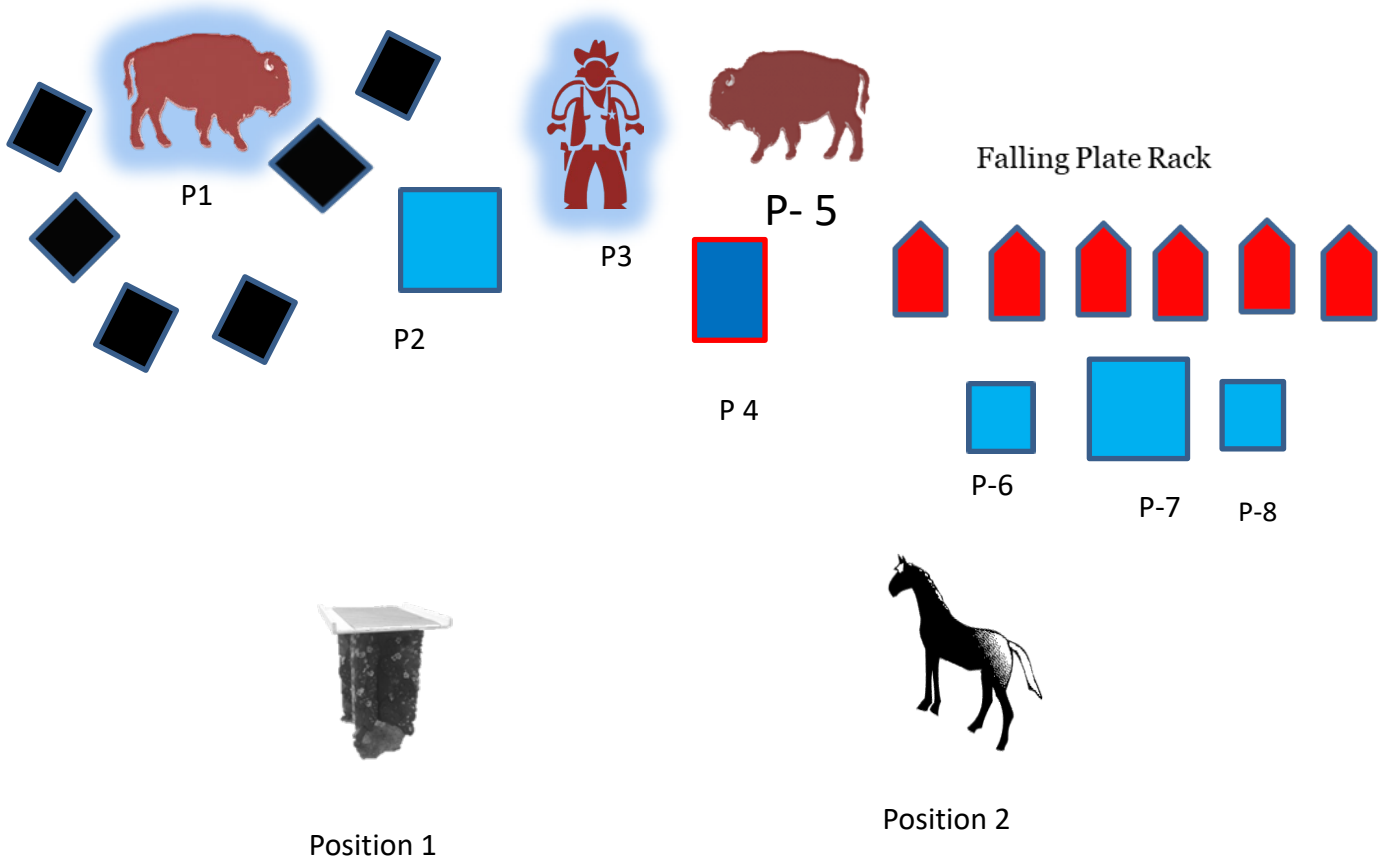 Falling Plate Rack
P1
P- 5
P3
P2
P 4
P-6
P-7
P-8
Position 1
Position 2